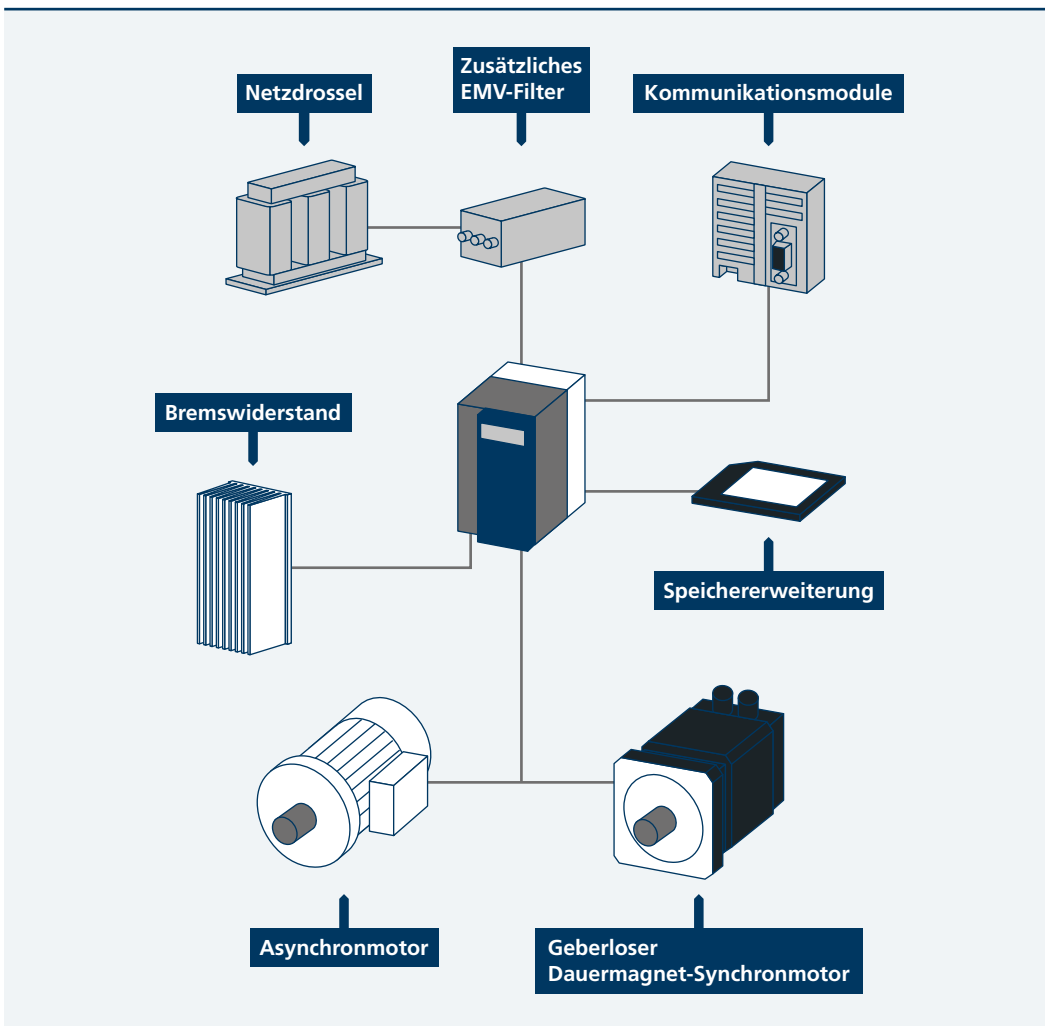 Netzdrossel
Zusätzliches
EMV-Filter
Kommunikationsmodule
Bremswiderstand
Speichererweiterung
Asynchronmotor
Geberloser
Dauermagnet-Synchronmotor